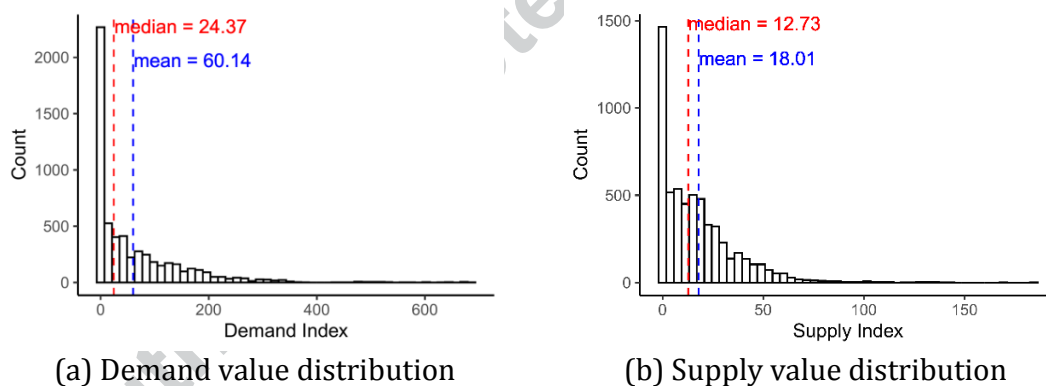 median = 24.37
mean = 60.14
2000
1500
1000
500
0
Count
0 200 400 600
Demand Index
(a) Demand value distribution
median = 12.73
mean = 18.01
1500
1000
500
0
Count
0 50 100 150
Supply Index
(b) Supply value distribution